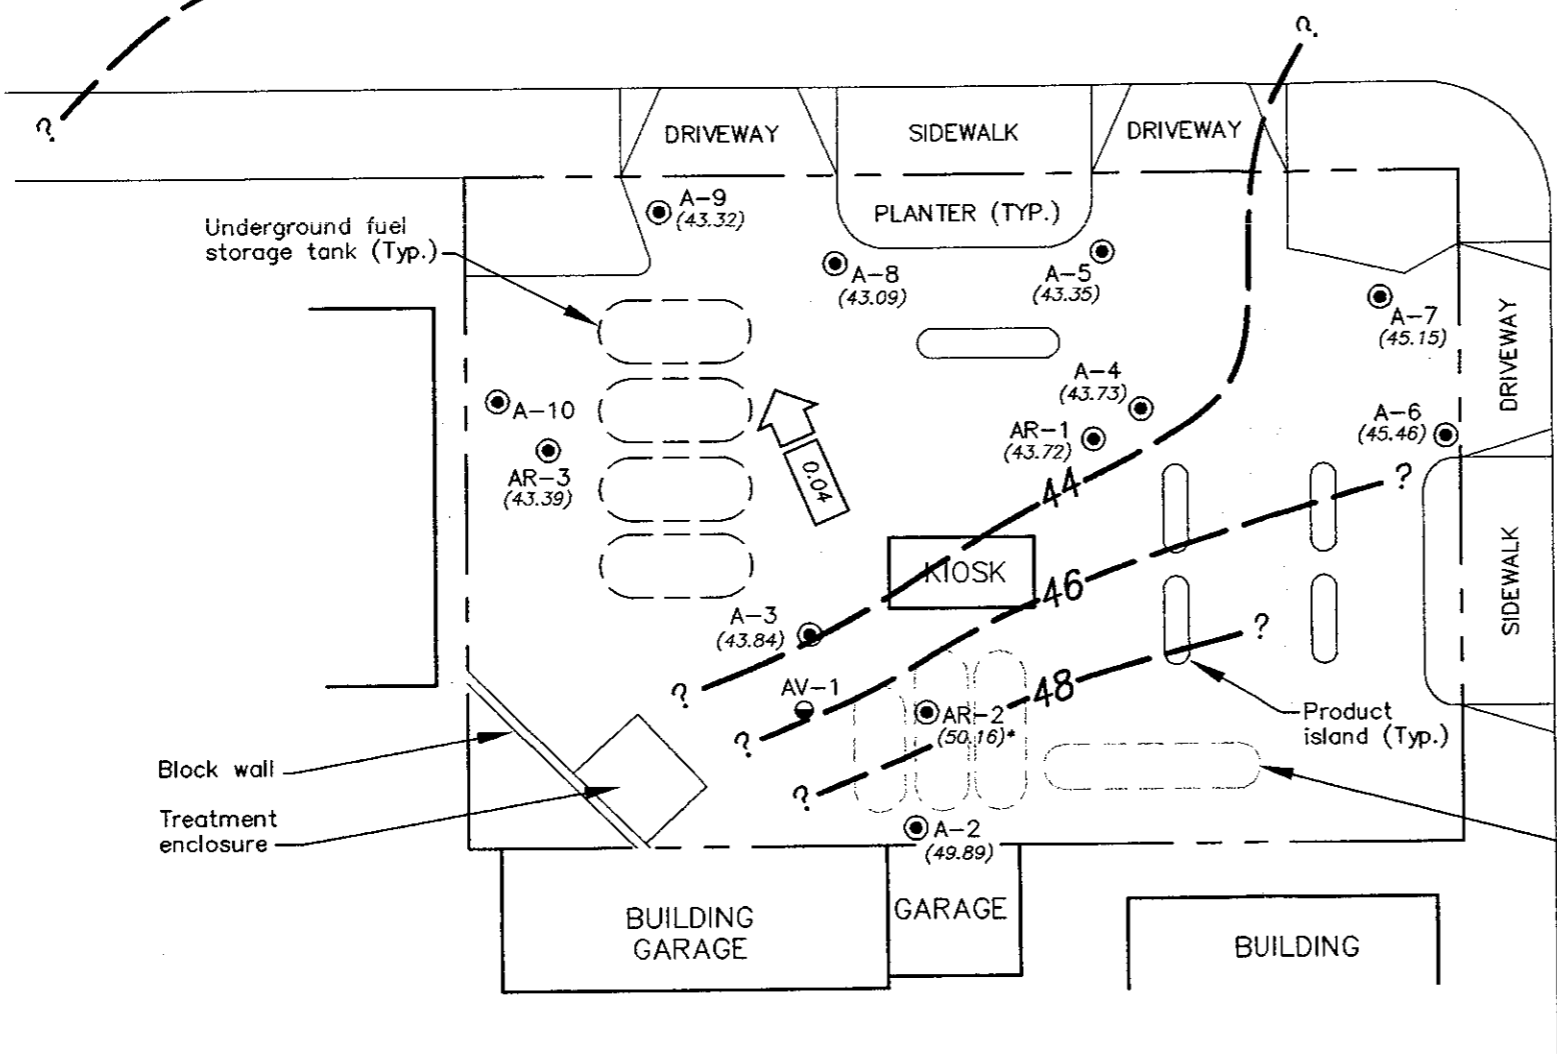 ?
?
DRIVEWAY
SIDEWALK
DRIVEWAY
A-9
(43.32)
PLANTER (TYP.)
Underground fuel
storage tank (Typ.)
A-8
(43.09)
A-5
(43.35)
A-7
(45.15)
DRIVEWAY
A-4
(43.73)
A-10
AR-1
(43.72)
A-6
(45.46)
AR-3
(43.39)
0.04
44
?
KIOSK
46
SIDEWALK
A-3
(43.84)
?
?
AV-1
48
AR-2
(50.16)*
Product
island (Typ.)
?
Block wall
?
Treatment
enclosure
A-2
(49.89)
BUILDING
GARAGE
GARAGE
BUILDING